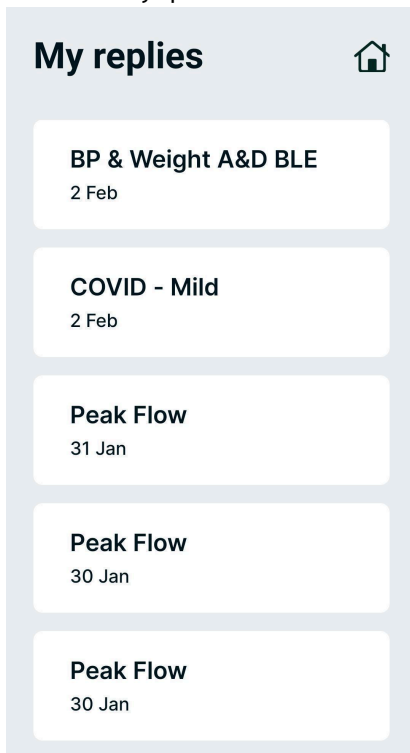 My replies
BP & Weight A&D BLE
2 Feb
COVID - Mild
2 Feb
Peak Flow
31 Jan
Peak Flow
30 Jan
Peak Flow
30 Jan